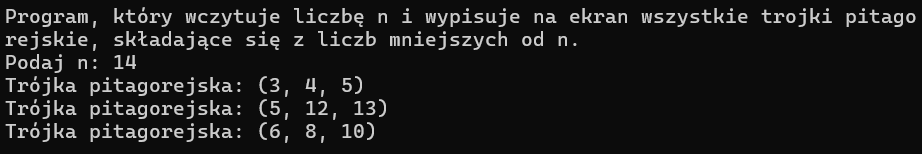 Program, który wczytuje liczbę n i wypisuje na ekran wszystkie trojki pitago
rejskie, składające się z liczb mniejszych od n.
Podaj n: 14
Trójka pitagorejska: (3, 4, 5)
Trójka pitagorejska: (5, 12, 13)
Trójka pitagorejska: (6, 8, 10)